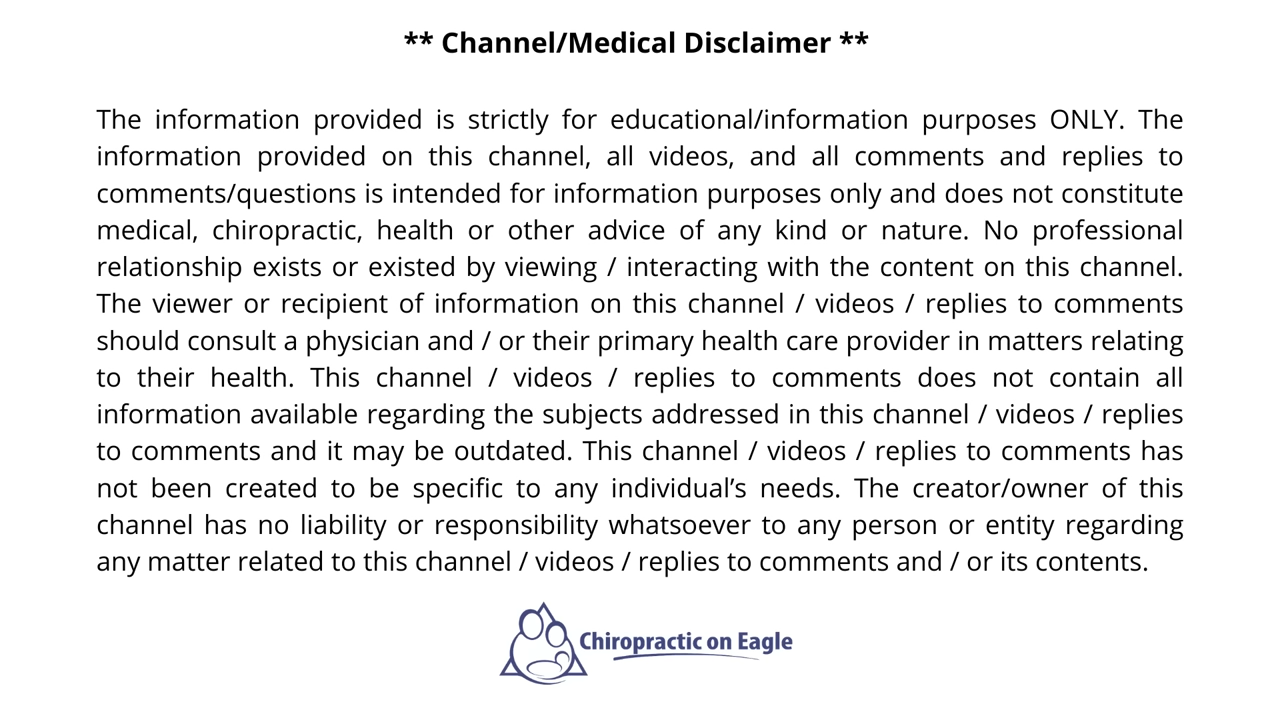 ** Channel/Medical Disclaimer **
The information provided is strictly for educational/information purposes ONLY. The
information provided on this channel, all videos, and all comments and replies to
comments/questions is intended for information purposes only and does not constitute
medical, chiropractic, health or other advice of any kind or nature. No professional
relationship exists or existed by viewing / interacting with the content on this channel.
The viewer or recipient of information on this channel / videos / replies to comments
should consult a physician and / or their primary health care provider in matters relating
to their health. This channel / videos / replies to comments does not contain all
information available regarding the subjects addressed in this channel / videos / replies
to comments and it may be outdated. This channel / videos / replies to comments has
not been created to be specific to any individual’s needs. The creator/owner of this
channel has no liability or responsibility whatsoever to any person or entity regarding
any matter related to this channel / videos / replies to comments and / or its contents.
Chiropractic on Eagle